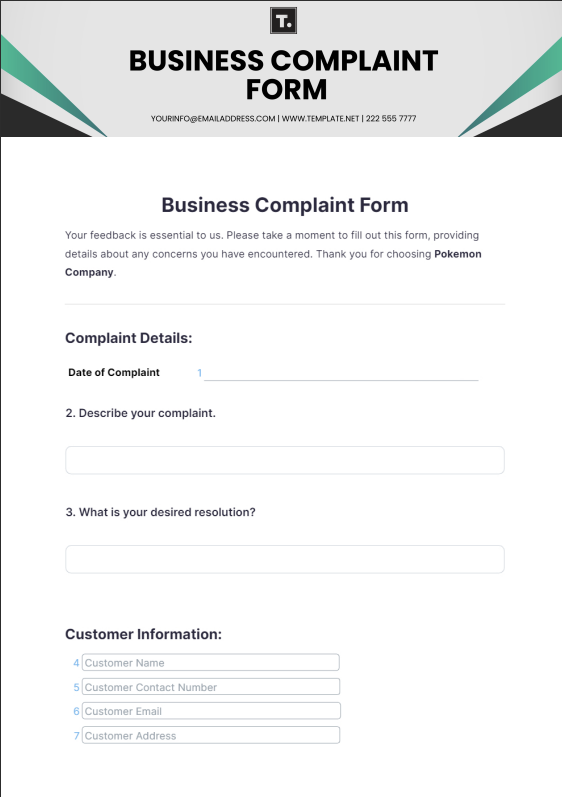 T.
BUSINESS COMPLAINT
FORM
YOURINFO@EMAILADDRESS.COM | WWW.TEMPLATE.NET | 222 555 7777
Business Complaint Form
Your feedback is essential to us. Please take a moment to fill out this form, providing
details about any concerns you have encountered. Thank you for choosing Pokemon
Company.
Complaint Details:
Date of Complaint 1
2. Describe your complaint.
3. What is your desired resolution?
Customer Information:
4 Customer Name
5 Customer Contact Number
6 Customer Email
7 Customer Address